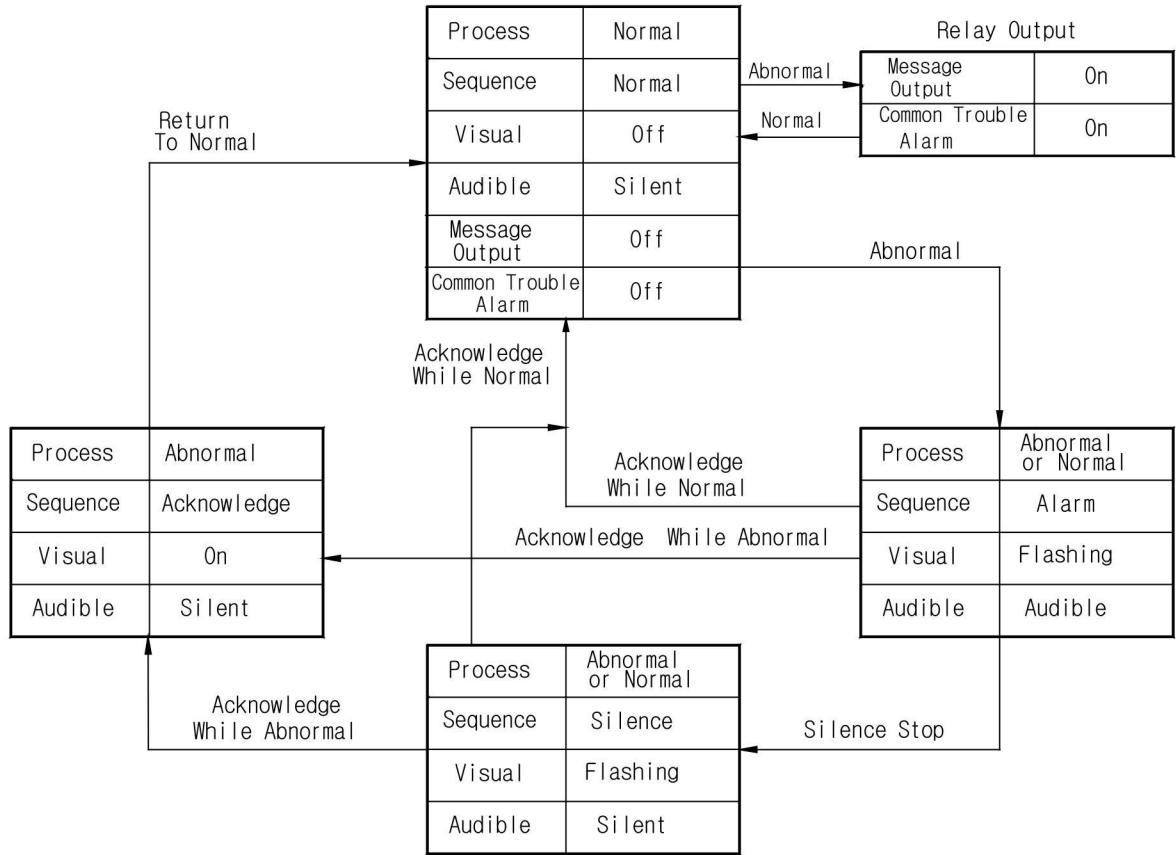 Process Normal
Sequence Normal
Visual Off
Audible Silent
Message
Output Off
Common Trouble
Alarm Off
Relay Output
Message
Output On
Common Trouble
Alarm On
Abnormal
Normal
Return
To Normal
Abnormal
Acknowledge
While Normal
Process Abnormal
Sequence Acknowledge
Visual On
Audible Silent
Acknowledge
While Normal
Acknowledge While Abnormal
Process Abnormal
or Normal
Sequence Alarm
Visual Flashing
Audible Audible
Acknowledge
While Abnormal
Process Abnormal
or Normal
Sequence Silence
Visual Flashing
Audible Silent
Silence Stop